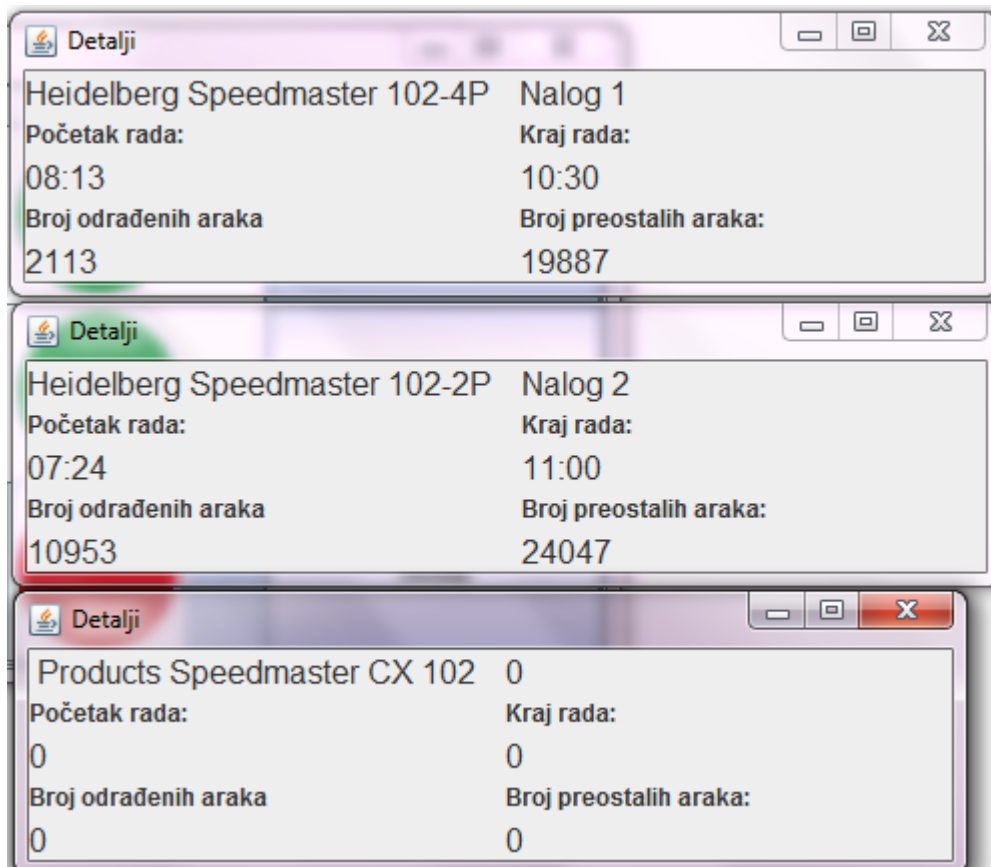 Detalji
Heidelberg Speedmaster 102-4P Nalog 1
Početak rada: Kraj rada:
08:13 10:30
Broj odrađenih araka Broj preostalih araka:
2113 19887
Detalji
Heidelberg Speedmaster 102-2P Nalog 2
Početak rada: Kraj rada:
07:24 11:00
Broj odrađenih araka Broj preostalih araka:
10953 24047
Detalji
Products Speedmaster CX 102 0
Početak rada: Kraj rada:
0 0
Broj odrađenih araka Broj preostalih araka:
0 0